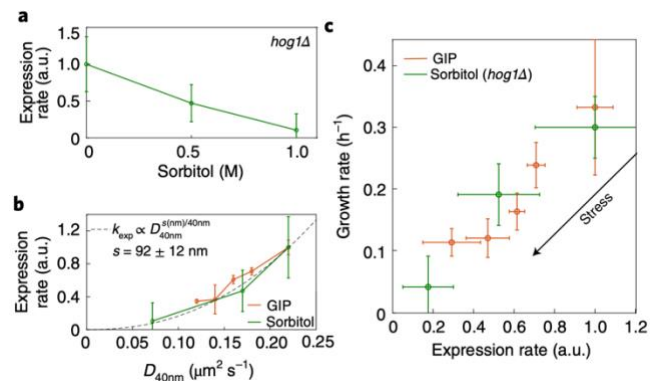 a
Expression
rate (a.u.)
1.5
1.0
0.5
0
hog1Δ
0 0.5 1.0
Sorbitol (M)
b
Expression
rate (a.u.)
1.2
0.8
0.4
0
k_exp ∝ D_40nm^s(nm)/40nm
s = 92 ± 12 nm
GIP
Sorbitol
0 0.05 0.10 0.15 0.20 0.25
D_40nm (μm² s⁻¹)
c
Growth rate (h⁻¹)
0.4
0.3
0.2
0.1
0
GIP
Sorbitol (hog1Δ)
Stress
0 0.2 0.4 0.6 0.8 1.0 1.2
Expression rate (a.u.)